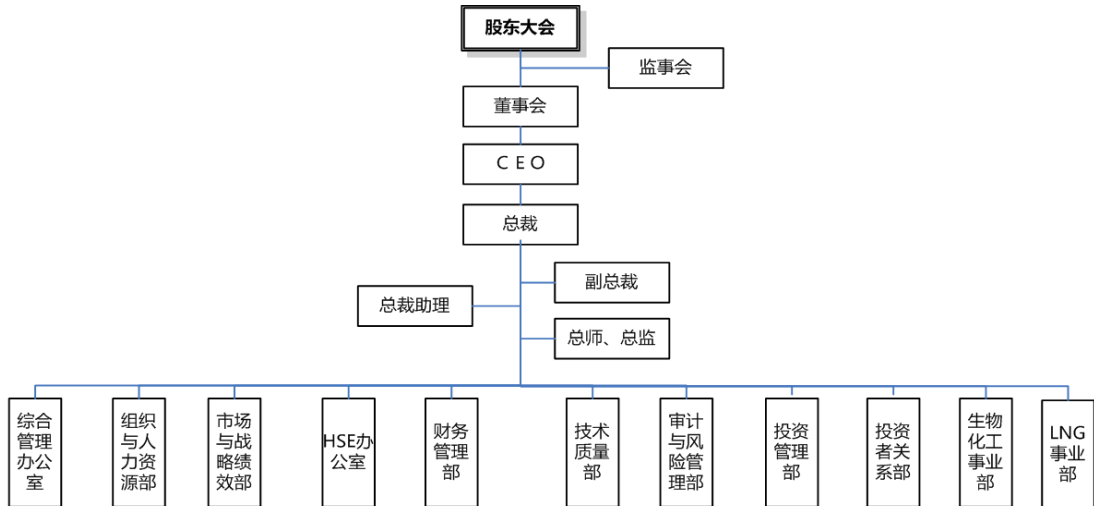 股东大会
监事会
董事会
C E O
总裁
副总裁
总裁助理
总师、总监
综合
管理
办公
室
组织
与人
力资
源部
市场
与战
略绩
效部
HSE办
公室
财务
管理
部
技术
质量
部
审计
与风
险管
理部
投资
管理
部
投资
者关
系部
生物
化工
事业
部
LNG
事业
部